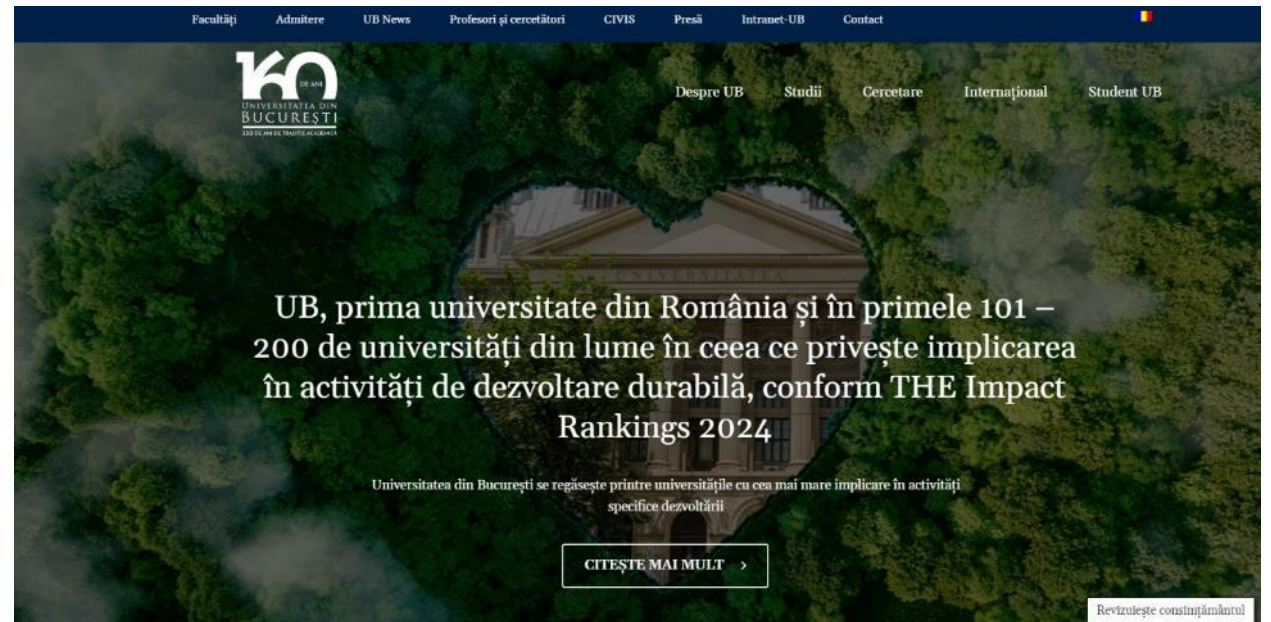 Facultăți Admitere UB News Profesori și cercetători CIVIS Presă Intranet-UB Contact
160
DE ANI
UNIVERSITATEA DIN
BUCUREȘTI
Despre UB Studii Cercetare Internațional Student UB
UNIVERSITATEA
UB, prima universitate din România și în primele 101 –
200 de universități din lume în ceea ce privește implicarea
în activități de dezvoltare durabilă, conform THE Impact
Rankings 2024
Universitatea din București se regăsește printre universitățile cu cea mai mare implicare în activități
specifice dezvoltării
CITEȘTE MAI MULT ›
Revizuiește consimțământul